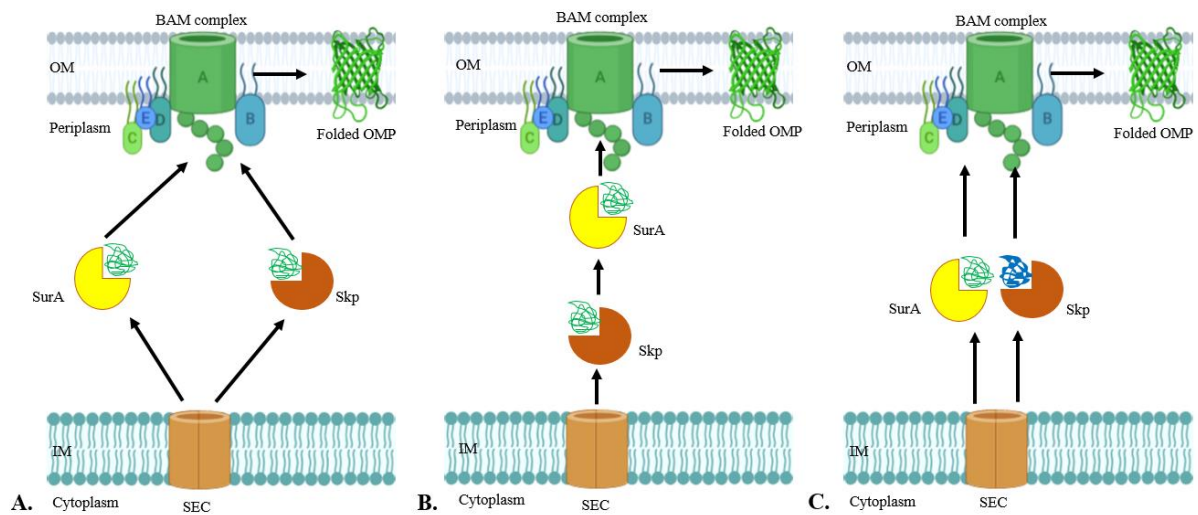 BAM complex
OM
A
E
D
C
B
Periplasm
Folded OMP
SurA
Skp
IM
Cytoplasm
SEC
A.
BAM complex
OM
A
E
D
C
B
Periplasm
Folded OMP
SurA
Skp
IM
Cytoplasm
SEC
B.
BAM complex
OM
A
E
D
C
B
Periplasm
Folded OMP
SurA
Skp
IM
Cytoplasm
SEC
C.